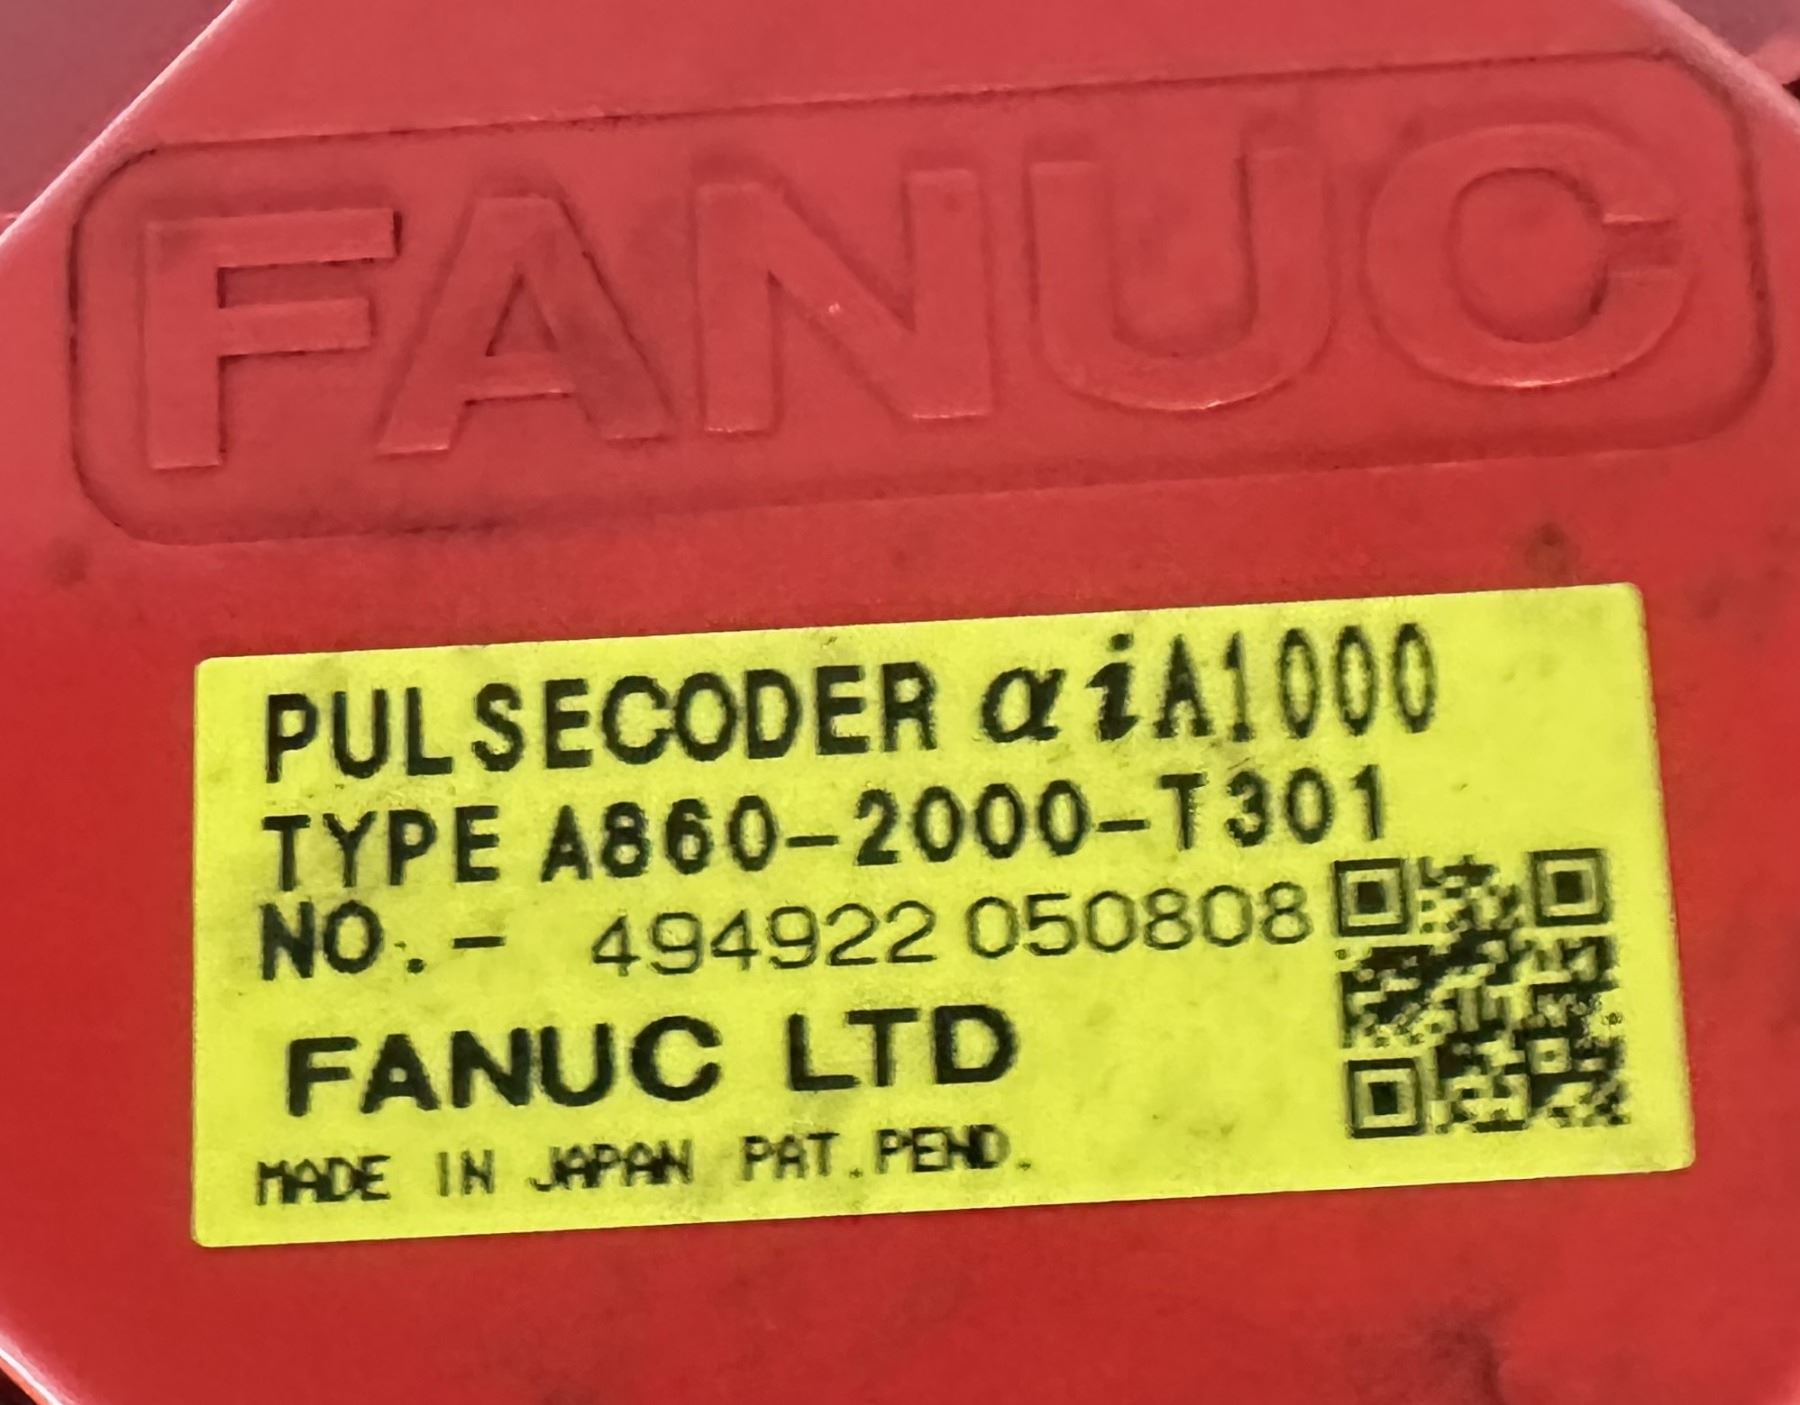 FANUC
PULSECODER αiA1000
TYPE A860-2000-T301
NO.- 494922 050808
FANUC LTD
MADE IN JAPAN PAT.PEND.